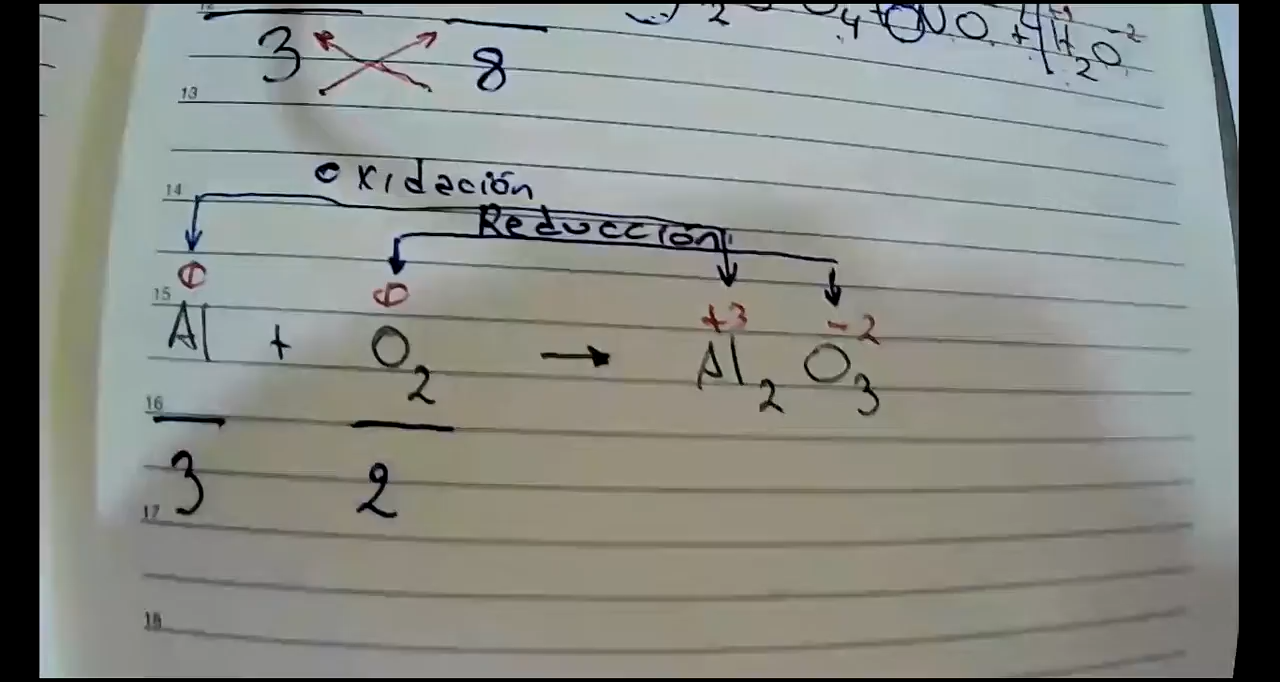 3 8
13
oxidación
14
Reducción
0 0 +3 -2
15
Al + O2 → Al2 O3
16
3 2
17
18